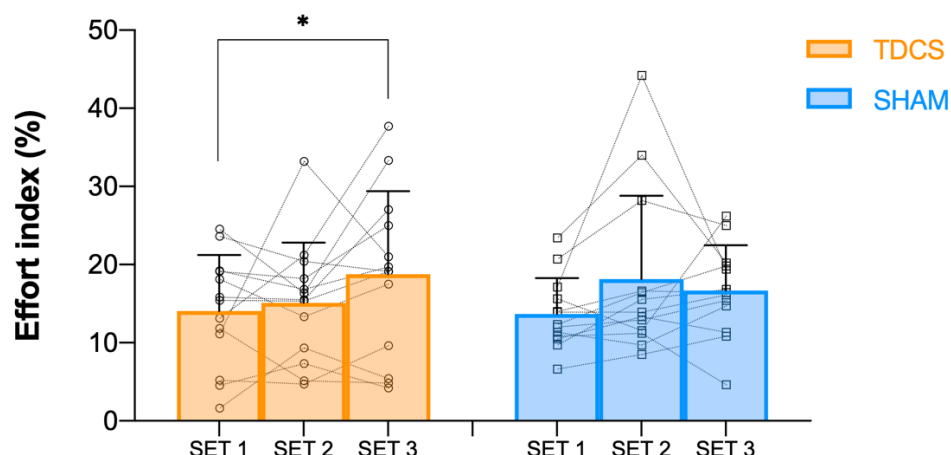 *
50
40
30
20
10
0
Effort index (%)
TDCS
SHAM
SET 1 SET 2 SET 3 SET 1 SET 2 SET 3